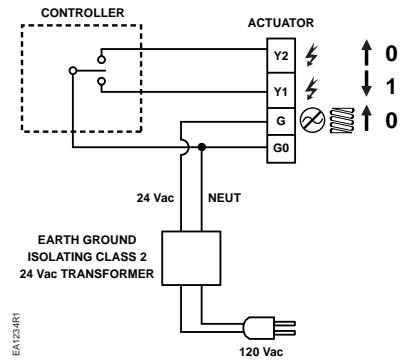 CONTROLLER
ACTUATOR
Y2
0
Y1
1
G
0
G0
24 Vac
NEUT
EARTH GROUND
ISOLATING CLASS 2
24 Vac TRANSFORMER
EA1234R1
120 Vac